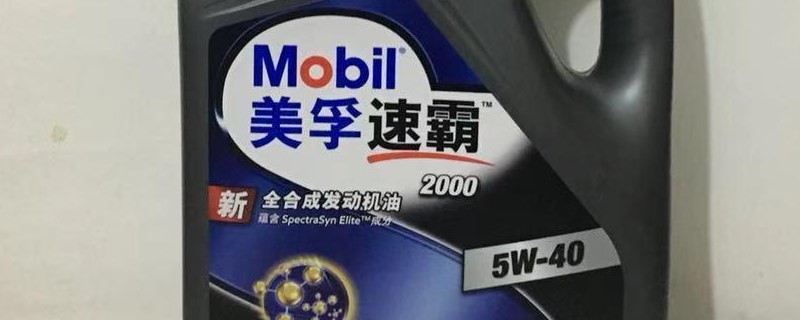 Mobil®
美孚速霸™
2000
新 全合成发动机油
蕴含 SpectraSyn Elite™成分
5W-40